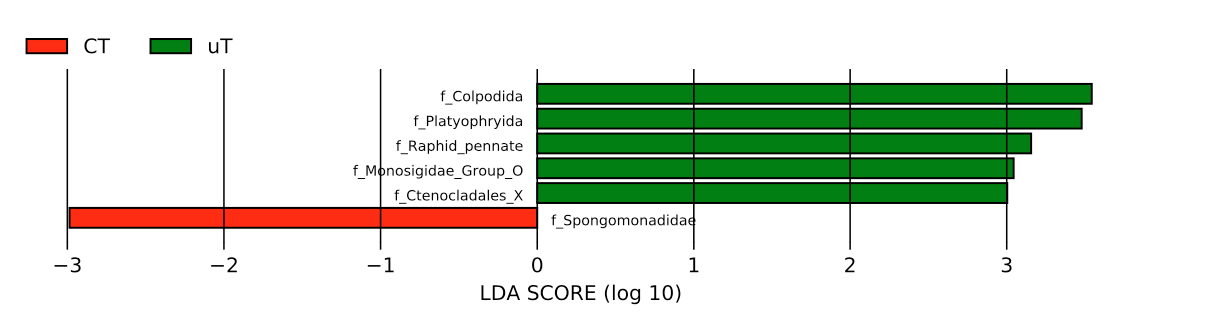 CT uT
f_Colpodida
f_Platyophryida
f_Raphid_pennate
f_Monosigidae_Group_O
f_Ctenocladales_X
f_Spongomonadidae
−3 −2 −1 0 1 2 3
LDA SCORE (log 10)